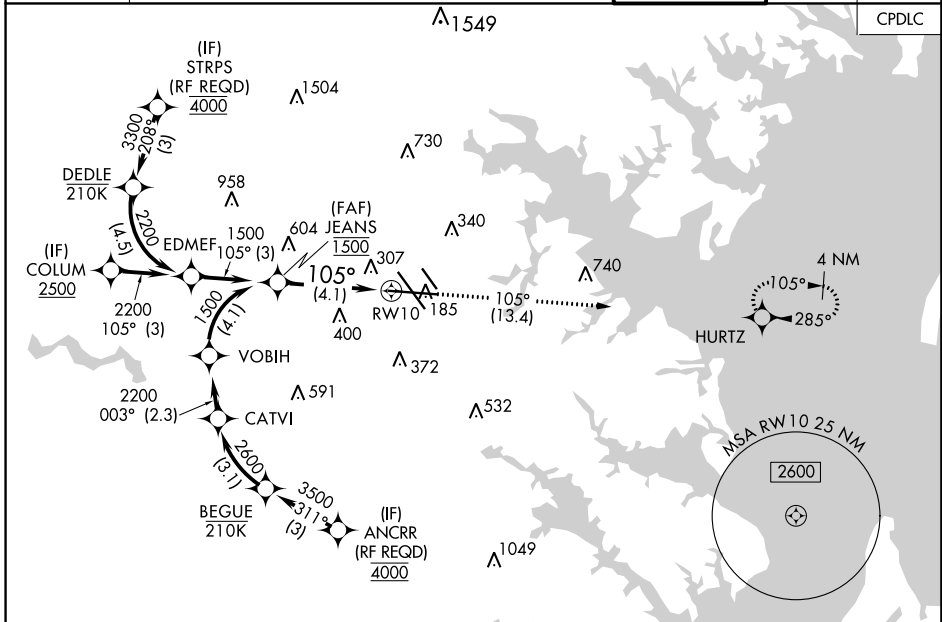 1549
CPDLC
(IF)
STRPS
(RF REQD)
4000
1504
3300
208°
(3)
730
DEDLE
210K
958
2200
(4.5)
(FAF)
JEANS
1500
340
604
EDMEF
1500
105° (3)
307
(IF)
COLUM
2500
105°
(4.1)
740
4 NM
105°
285°
HURTZ
RW10
185
105°
(13.4)
2200
105° (3)
1500
(4.1)
400
VOBIH
372
2200
003° (2.3)
591
CATVI
532
MSA RW10 25 NM
2600
2600
(3.1)
BEGUE
210K
3500
311°
(3)
(IF)
ANCRR
(RF REQD)
4000
1049